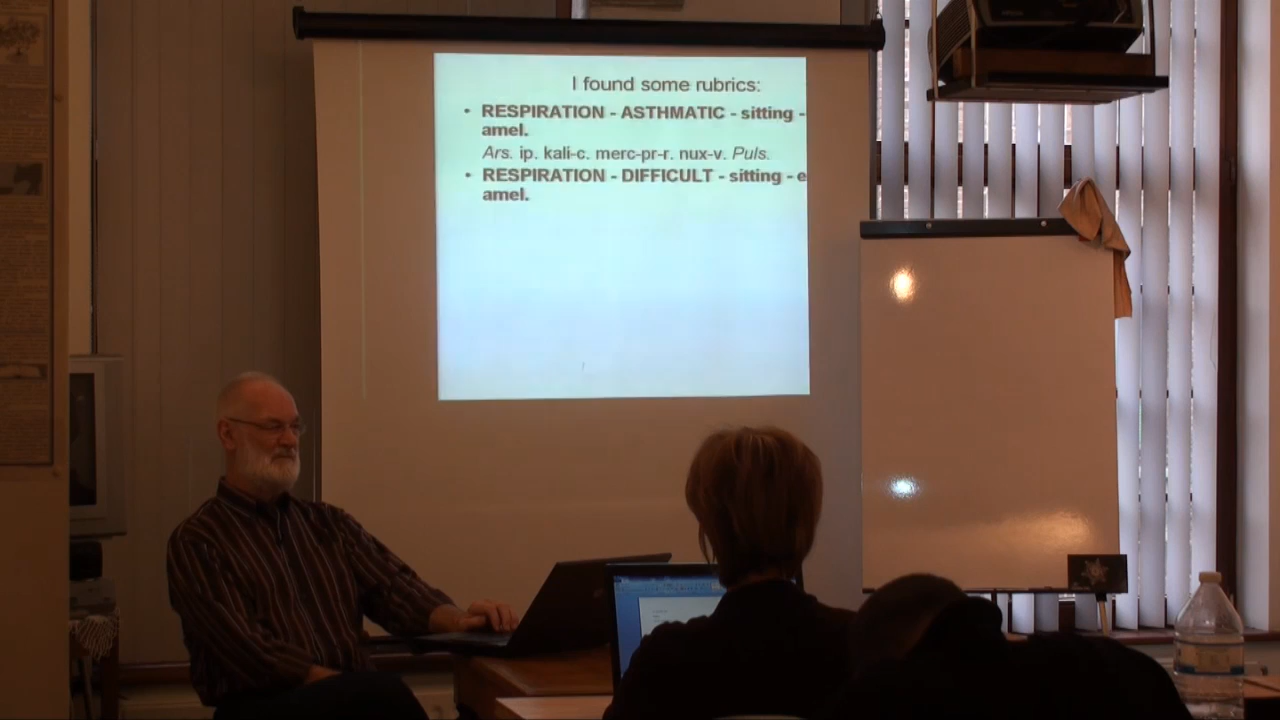 I found some rubrics:
• RESPIRATION - ASTHMATIC - sitting -
amel.
Ars. ip. kali-c. merc-pr-r. nux-v. Puls.
• RESPIRATION - DIFFICULT - sitting - e
amel.